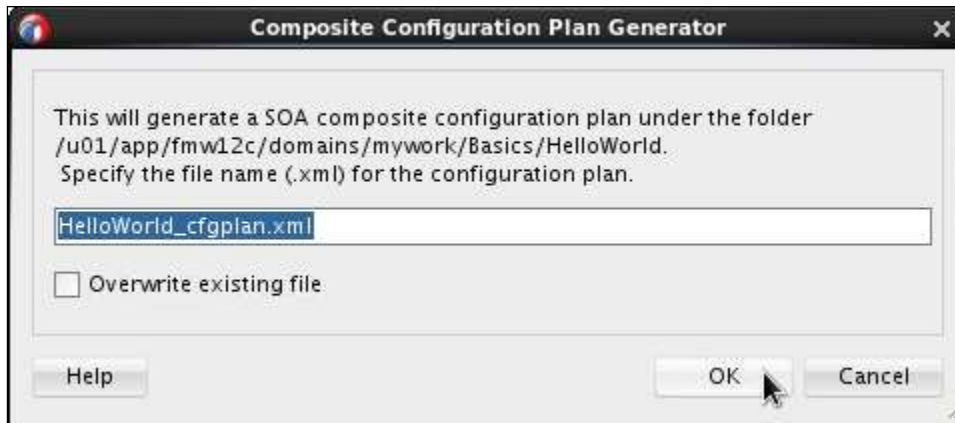 Composite Configuration Plan Generator
This will generate a SOA composite configuration plan under the folder
/u01/app/fmw12c/domains/mywork/Basics/HelloWorld.
Specify the file name (.xml) for the configuration plan.
HelloWorld_cfgplan.xml
Overwrite existing file
Help
OK
Cancel